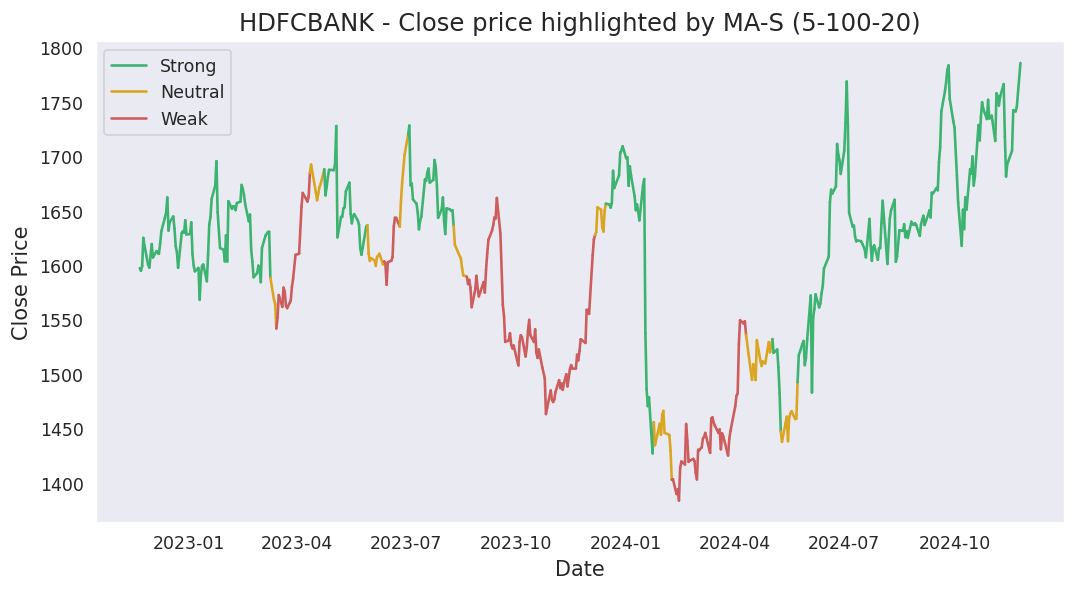 HDFCBANK - Close price highlighted by MA-S (5-100-20)
Strong
Neutral
Weak
Close Price
1800
1750
1700
1650
1600
1550
1500
1450
1400
2023-01 2023-04 2023-07 2023-10 2024-01 2024-04 2024-07 2024-10
Date